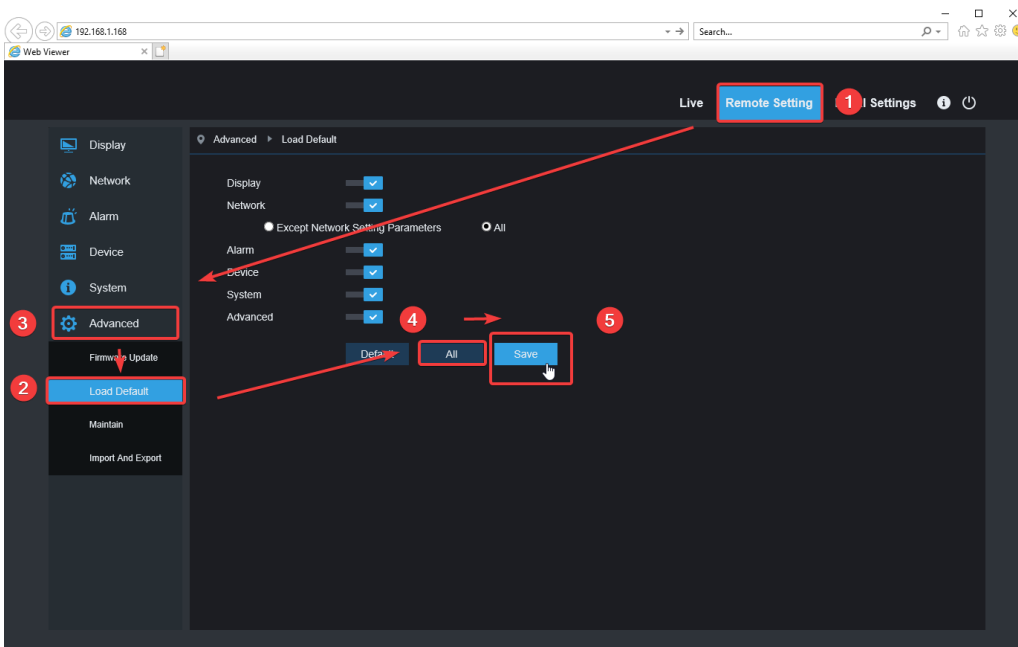 192.168.1.168
Search...
Web Viewer
Live
Remote Setting
1
l Settings
Display
Network
Alarm
Device
System
3
Advanced
Firmware Update
2
Load Default
Maintain
Import And Export
Advanced
Load Default
Display
Network
Except Network Setting Parameters
All
Alarm
Device
System
Advanced
4
5
Default
All
Save